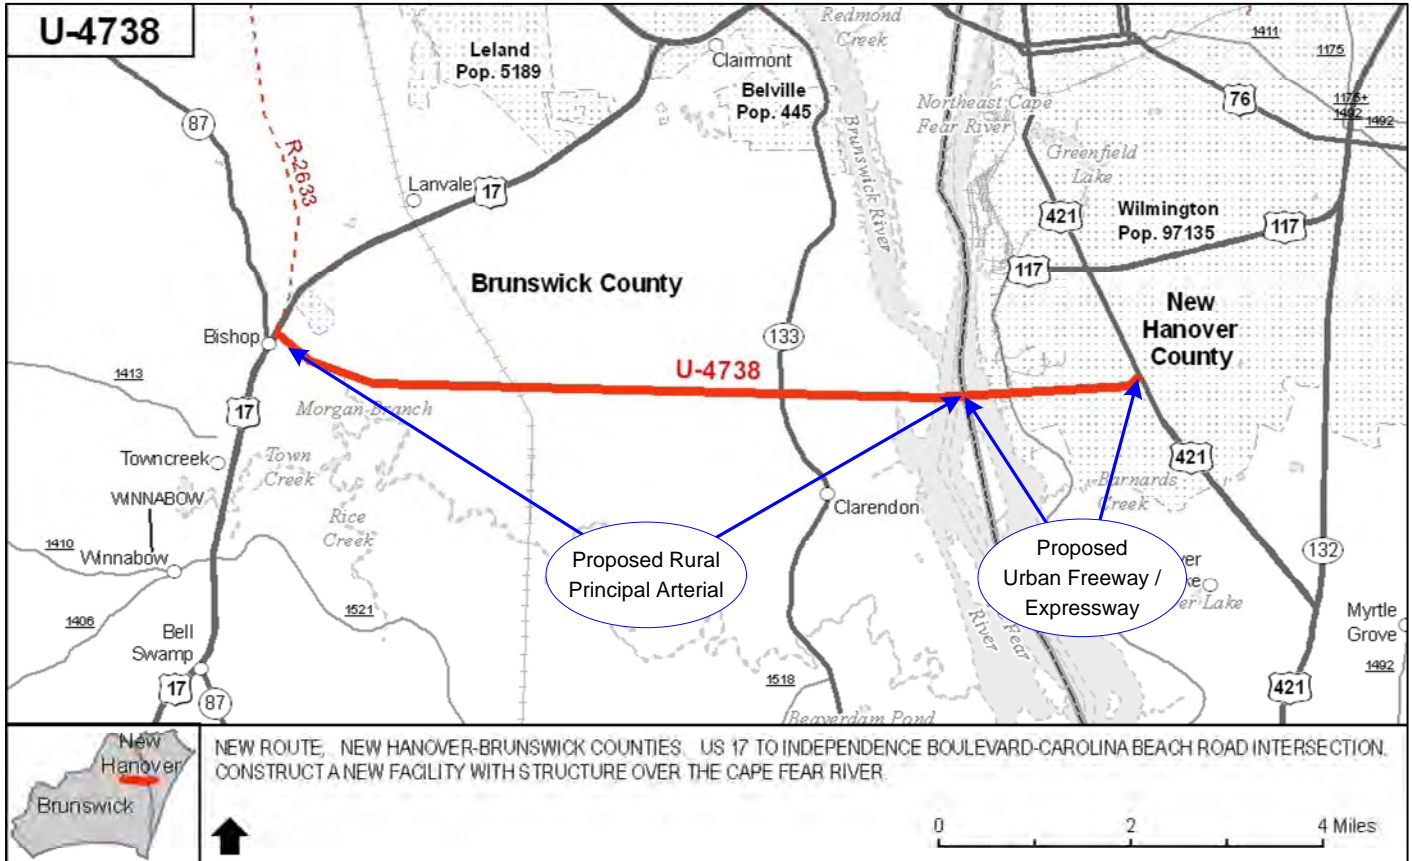 U-4738
Redmond
Creek
1411
1175
Leland
Pop. 5189
Clairmont
Belville
Pop. 445
76
1175+
1492
1492
87
Northeast Cape
Fear River
R-2633
Brunswick River
Greenfield
Lake
Lanvale
17
421
Wilmington
Pop. 97135
117
117
Brunswick County
New
Hanover
County
Bishop
133
U-4738
1413
Morgan-Branch
17
Town
Creek
Towncreek
421
Barnards
Creek
WINNABOW
Clarendon
Rice
Creek
1410
Winnabow
Proposed Rural
Principal Arterial
Proposed
Urban Freeway /
Expressway
132
ver
ke
er-Lake
1406
1521
Myrtle
Grove
Bell
Swamp
Fear
River
1492
17
87
1518
421
Beaverdam Pond
New
Hanover
Brunswick
NEW ROUTE, NEW HANOVER-BRUNSWICK COUNTIES. US 17 TO INDEPENDENCE BOULEVARD-CAROLINA BEACH ROAD INTERSECTION.
CONSTRUCT A NEW FACILITY WITH STRUCTURE OVER THE CAPE FEAR RIVER.
0 2 4 Miles